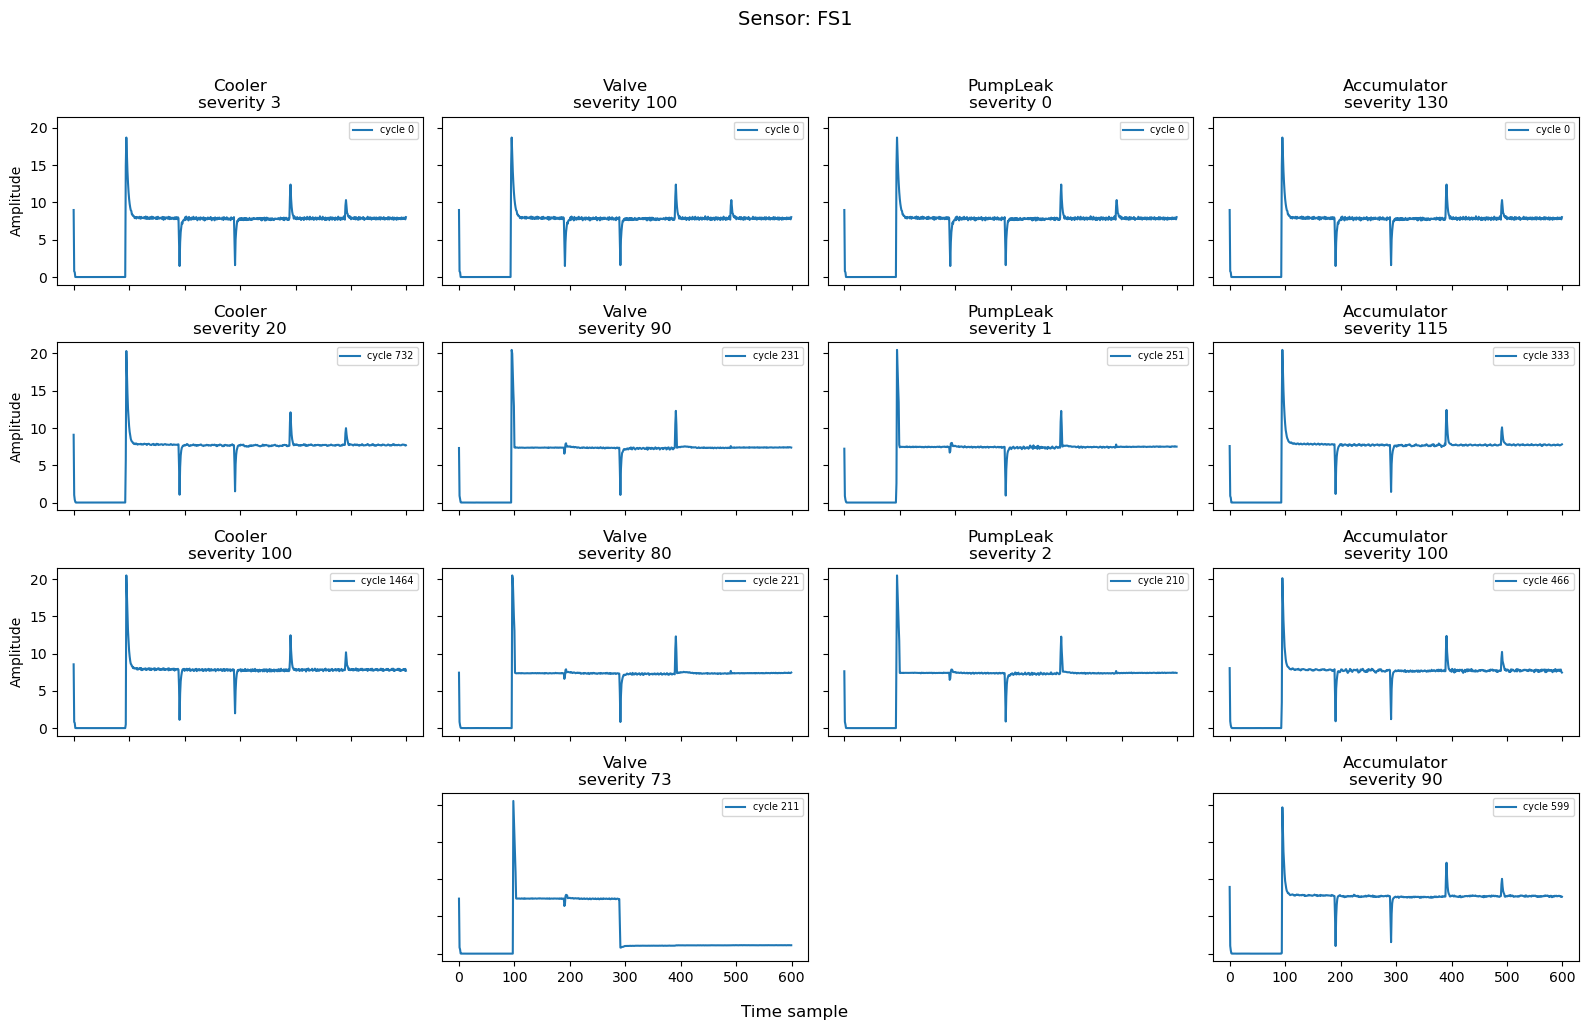 Sensor: FS1
Cooler
severity 3
Valve
severity 100
PumpLeak
severity 0
Accumulator
severity 130
Amplitude
20
15
10
5
0
cycle 0
cycle 0
cycle 0
cycle 0
Cooler
severity 20
Valve
severity 90
PumpLeak
severity 1
Accumulator
severity 115
Amplitude
20
15
10
5
0
cycle 732
cycle 231
cycle 251
cycle 333
Cooler
severity 100
Valve
severity 80
PumpLeak
severity 2
Accumulator
severity 100
Amplitude
20
15
10
5
0
cycle 1464
cycle 221
cycle 210
cycle 466
Valve
severity 73
Accumulator
severity 90
cycle 211
cycle 599
0 100 200 300 400 500 600
0 100 200 300 400 500 600
Time sample